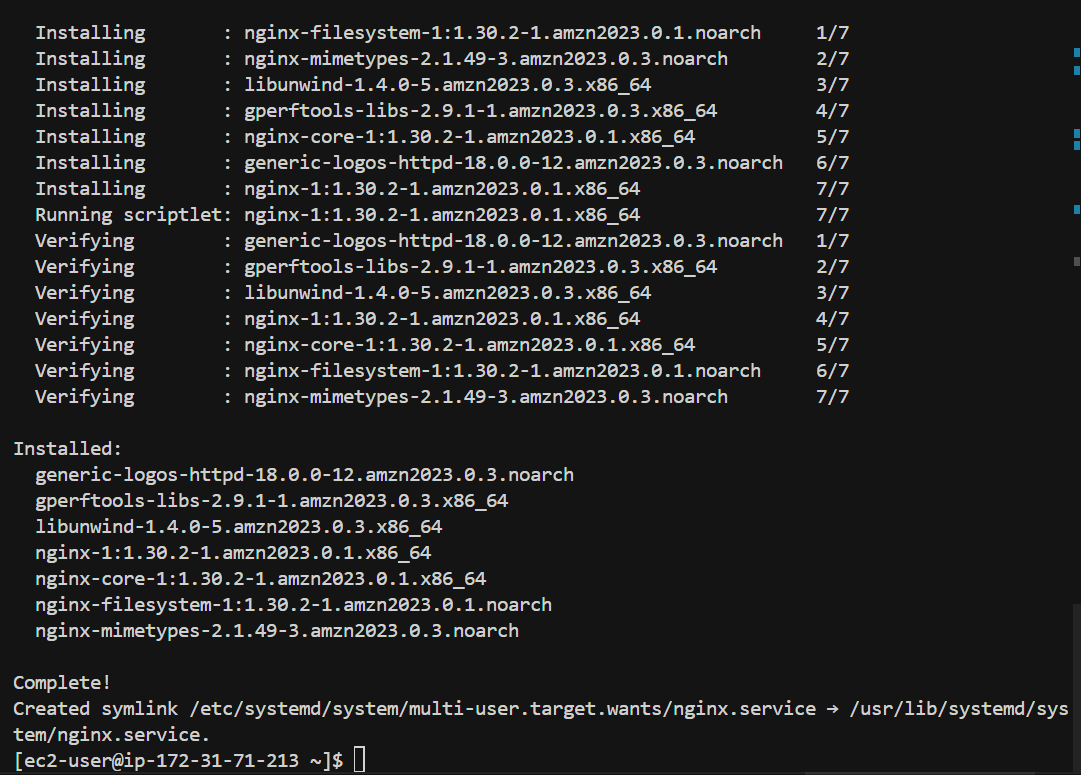 Installing       : nginx-filesystem-1:1.30.2-1.amzn2023.0.1.noarch     1/7
Installing       : nginx-mimetypes-2.1.49-3.amzn2023.0.3.noarch        2/7
Installing       : libunwind-1.4.0-5.amzn2023.0.3.x86_64               3/7
Installing       : gperftools-libs-2.9.1-1.amzn2023.0.3.x86_64         4/7
Installing       : nginx-core-1:1.30.2-1.amzn2023.0.1.x86_64           5/7
Installing       : generic-logos-httpd-18.0.0-12.amzn2023.0.3.noarch   6/7
Installing       : nginx-1:1.30.2-1.amzn2023.0.1.x86_64                7/7
Running scriptlet: nginx-1:1.30.2-1.amzn2023.0.1.x86_64                7/7
Verifying        : generic-logos-httpd-18.0.0-12.amzn2023.0.3.noarch   1/7
Verifying        : gperftools-libs-2.9.1-1.amzn2023.0.3.x86_64         2/7
Verifying        : libunwind-1.4.0-5.amzn2023.0.3.x86_64               3/7
Verifying        : nginx-1:1.30.2-1.amzn2023.0.1.x86_64                4/7
Verifying        : nginx-core-1:1.30.2-1.amzn2023.0.1.x86_64           5/7
Verifying        : nginx-filesystem-1:1.30.2-1.amzn2023.0.1.noarch     6/7
Verifying        : nginx-mimetypes-2.1.49-3.amzn2023.0.3.noarch        7/7
Installed:
generic-logos-httpd-18.0.0-12.amzn2023.0.3.noarch
gperftools-libs-2.9.1-1.amzn2023.0.3.x86_64
libunwind-1.4.0-5.amzn2023.0.3.x86_64
nginx-1:1.30.2-1.amzn2023.0.1.x86_64
nginx-core-1:1.30.2-1.amzn2023.0.1.x86_64
nginx-filesystem-1:1.30.2-1.amzn2023.0.1.noarch
nginx-mimetypes-2.1.49-3.amzn2023.0.3.noarch
Complete!
Created symlink /etc/systemd/system/multi-user.target.wants/nginx.service → /usr/lib/systemd/sys
tem/nginx.service.
[ec2-user@ip-172-31-71-213 ~]$